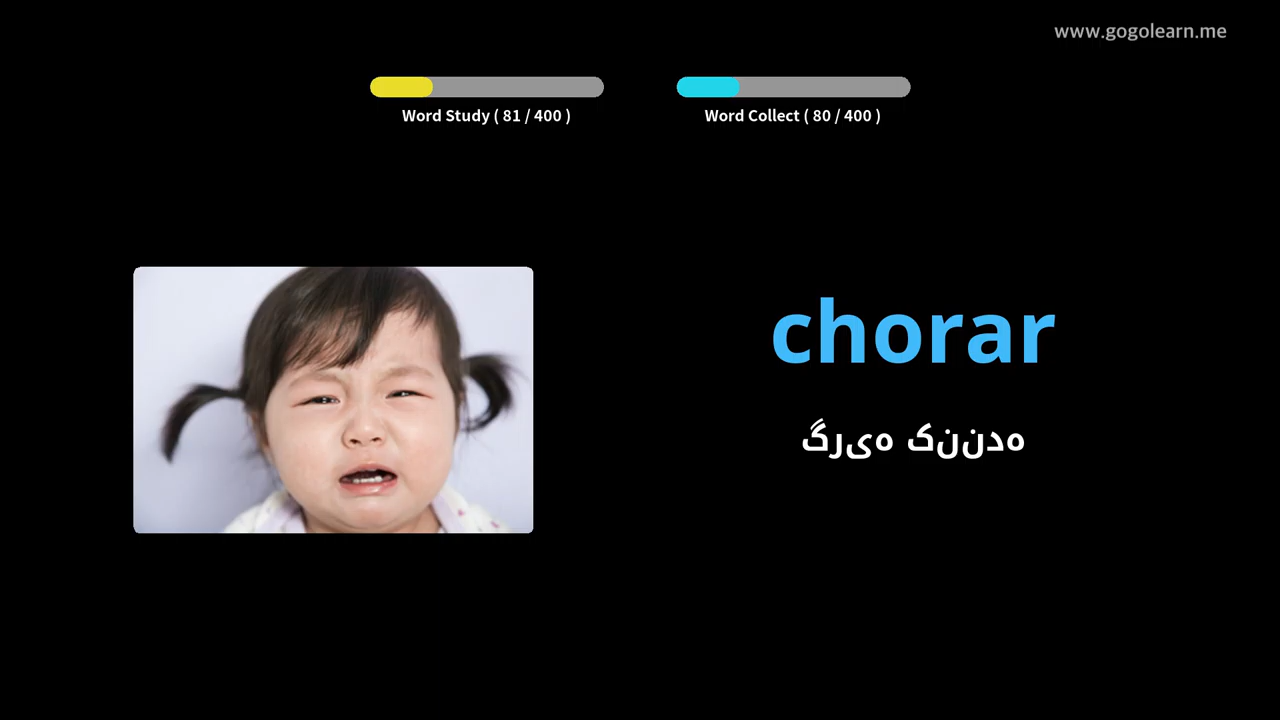 www.gogolearn.me
Word Study ( 81 / 400 )
Word Collect ( 80 / 400 )
chorar
گریه کننده